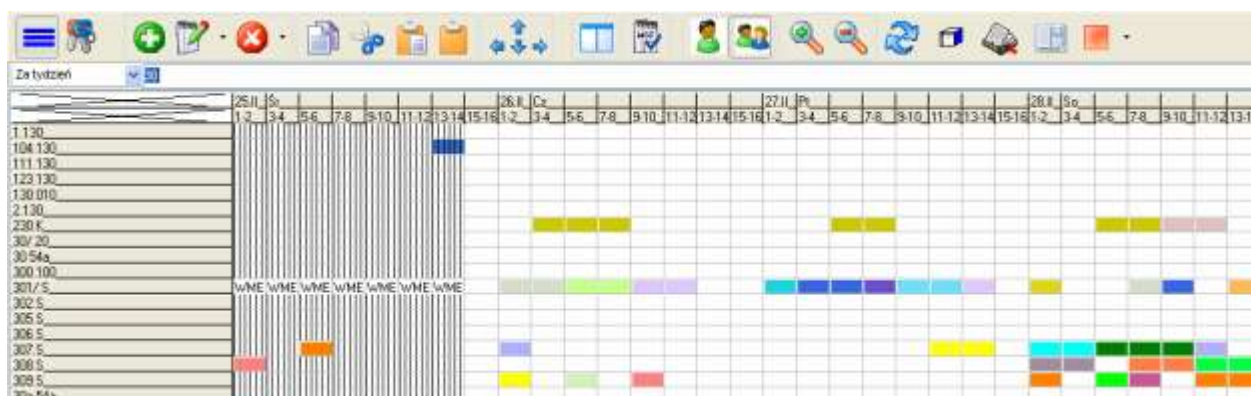 Za tydzień 50
25.II Śr 26.II Cz 27.II Pt 28.II So
1-2 3-4 5-6 7-8 9-10 11-12 13-14 15-16 1-2 3-4 5-6 7-8 9-10 11-12 13-14 15-16 1-2 3-4 5-6 7-8 9-10 11-12 13-14 15-16 1-2 3-4 5-6 7-8 9-10 11-12 13-1
1 130
104 130
111 130
123 130
130 010
2 130
230 K
30/ 20
30 54a
300 100
301/ S WME WME WME WME WME WME WME
302 S
305 S
306 S
307 S
308 S
309 S